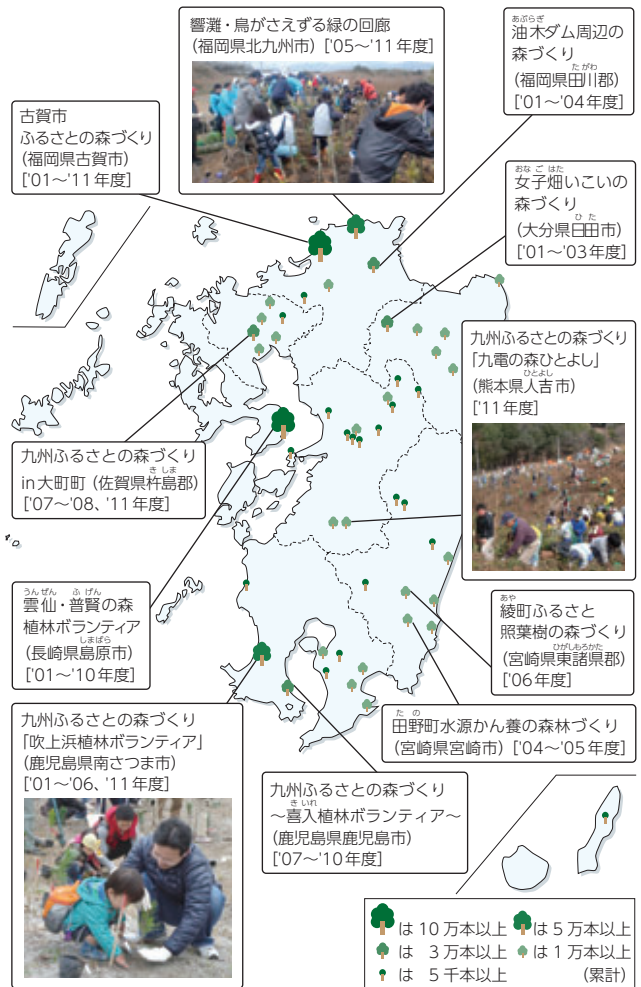 響灘・鳥がさえずる緑の回廊
(福岡県北九州市) ['05〜'11年度]
あぶらぎ
油木ダム周辺の
森づくり
たがわ
(福岡県田川郡)
['01〜'04年度]
古賀市
ふるさとの森づくり
(福岡県古賀市)
['01〜'11年度]
おなごはた
女子畑いこいの
森づくり
ひた
(大分県日田市)
['01〜'03年度]
九州ふるさとの森づくり
「九電の森ひとよし」
ひとよし
(熊本県人吉市)
['11年度]
九州ふるさとの森づくり
きしま
in大町町 (佐賀県杵島郡)
['07〜'08、'11年度]
うんぜん ふげん
雲仙・普賢の森
植林ボランティア
しまばら
(長崎県島原市)
['01〜'10年度]
あや
綾町ふるさと
照葉樹の森づくり
ひがしもろかた
(宮崎県東諸県郡)
['06年度]
たの
田野町水源かん養の森林づくり
(宮崎県宮崎市) ['04〜'05年度]
九州ふるさとの森づくり
「吹上浜植林ボランティア」
(鹿児島県南さつま市)
['01〜'06、'11年度]
九州ふるさとの森づくり
きいれ
〜喜入植林ボランティア〜
(鹿児島県鹿児島市)
['07〜'10年度]
は 10 万本以上 は 5 万本以上
は 3 万本以上 は 1 万本以上
は 5 千本以上 (累計)